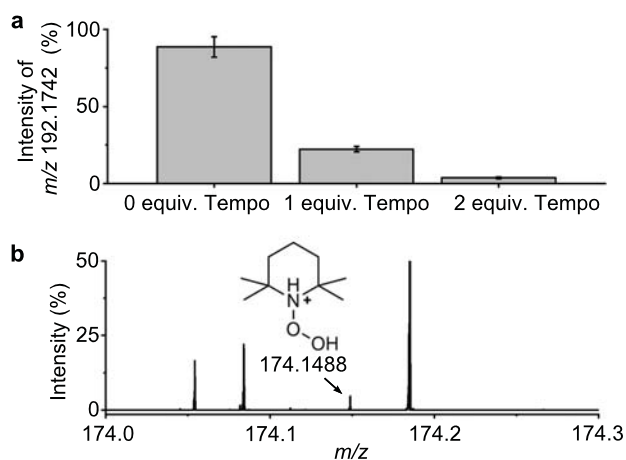 a
Intensity of
m/z 192.1742 (%)
100
50
0
0 equiv. Tempo
1 equiv. Tempo
2 equiv. Tempo
b
Intensity (%)
50
25
0
H
N
+
O
OH
174.1488
174.0
174.1
174.2
174.3
m/z